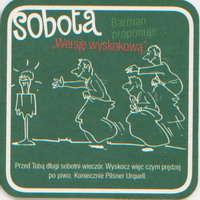 sobota
Barman
proponuje
„Wersję wyskokową”
Przed Tobą długi sobotni wieczór. Wyskocz więc czym prędzej
po piwo. Koniecznie Pilsner Urquell.